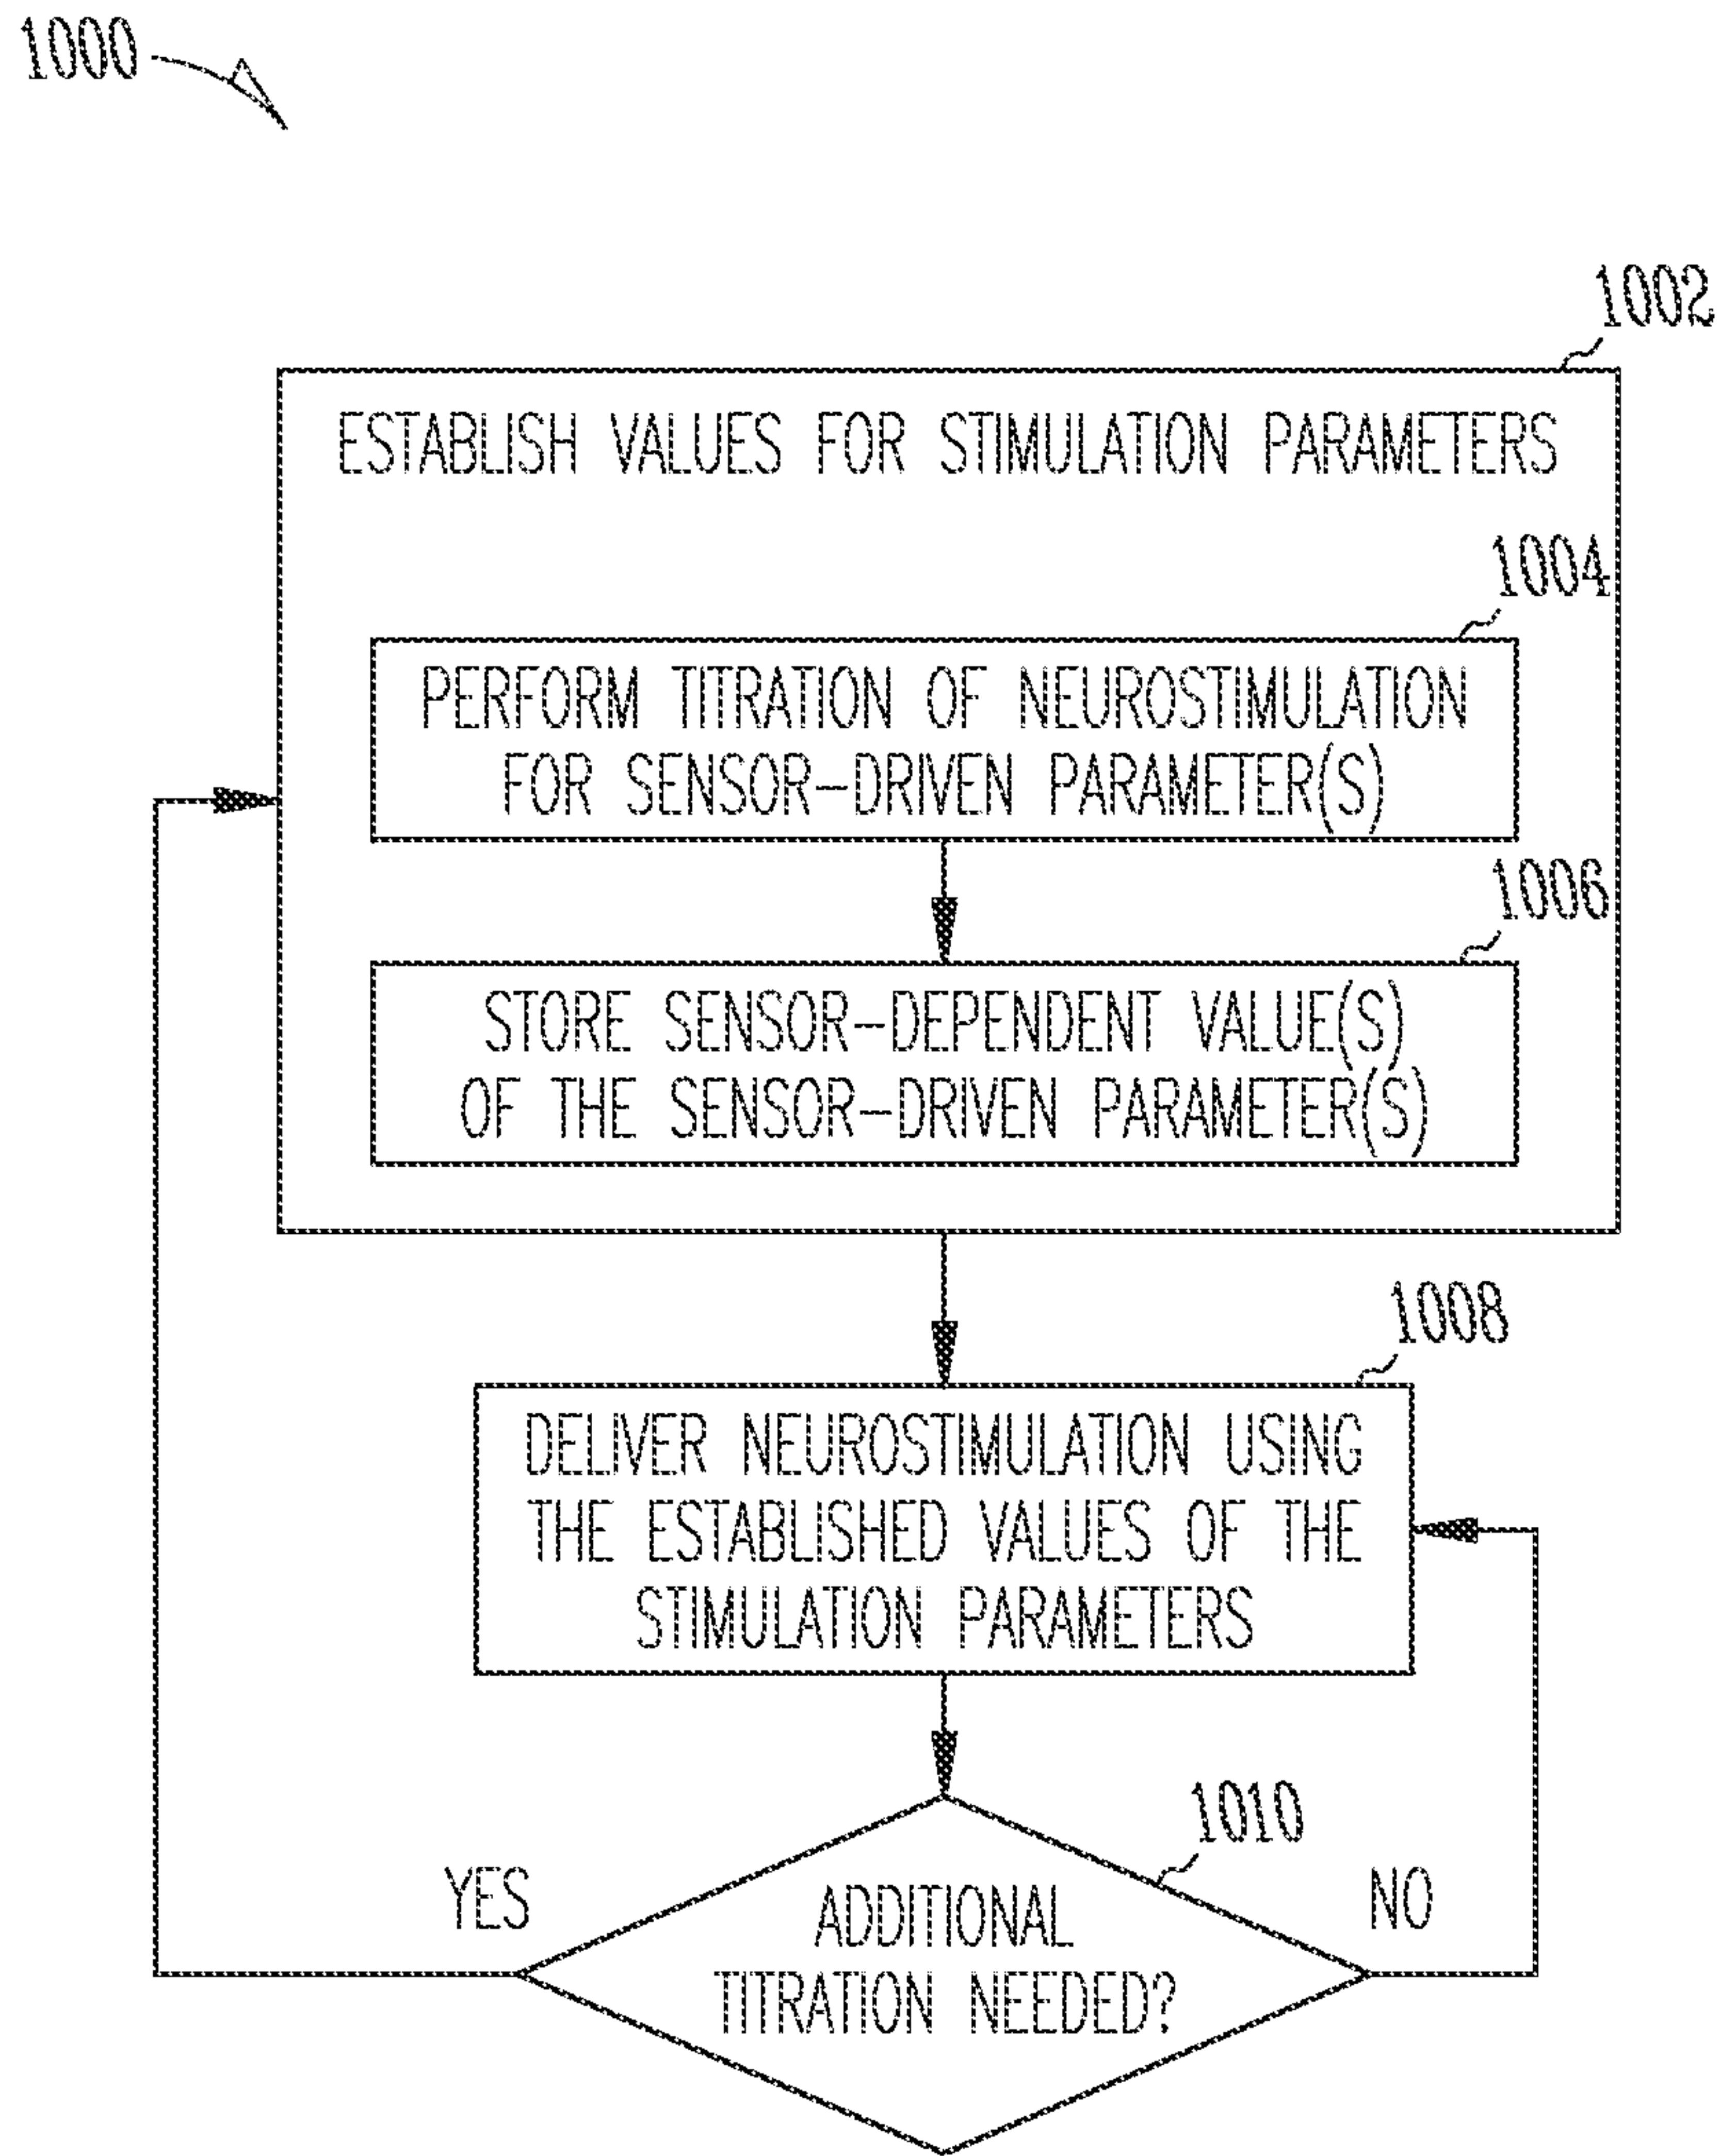 1000
1002
ESTABLISH VALUES FOR STIMULATION PARAMETERS
1004
PERFORM TITRATION OF NEUROSTIMULATION
FOR SENSOR-DRIVEN PARAMETER(S)
1006
STORE SENSOR-DEPENDENT VALUE(S)
OF THE SENSOR-DRIVEN PARAMETER(S)
1008
DELIVER NEUROSTIMULATION USING
THE ESTABLISHED VALUES OF THE
STIMULATION PARAMETERS
1010
YES
NO
ADDITIONAL
TITRATION NEEDED?